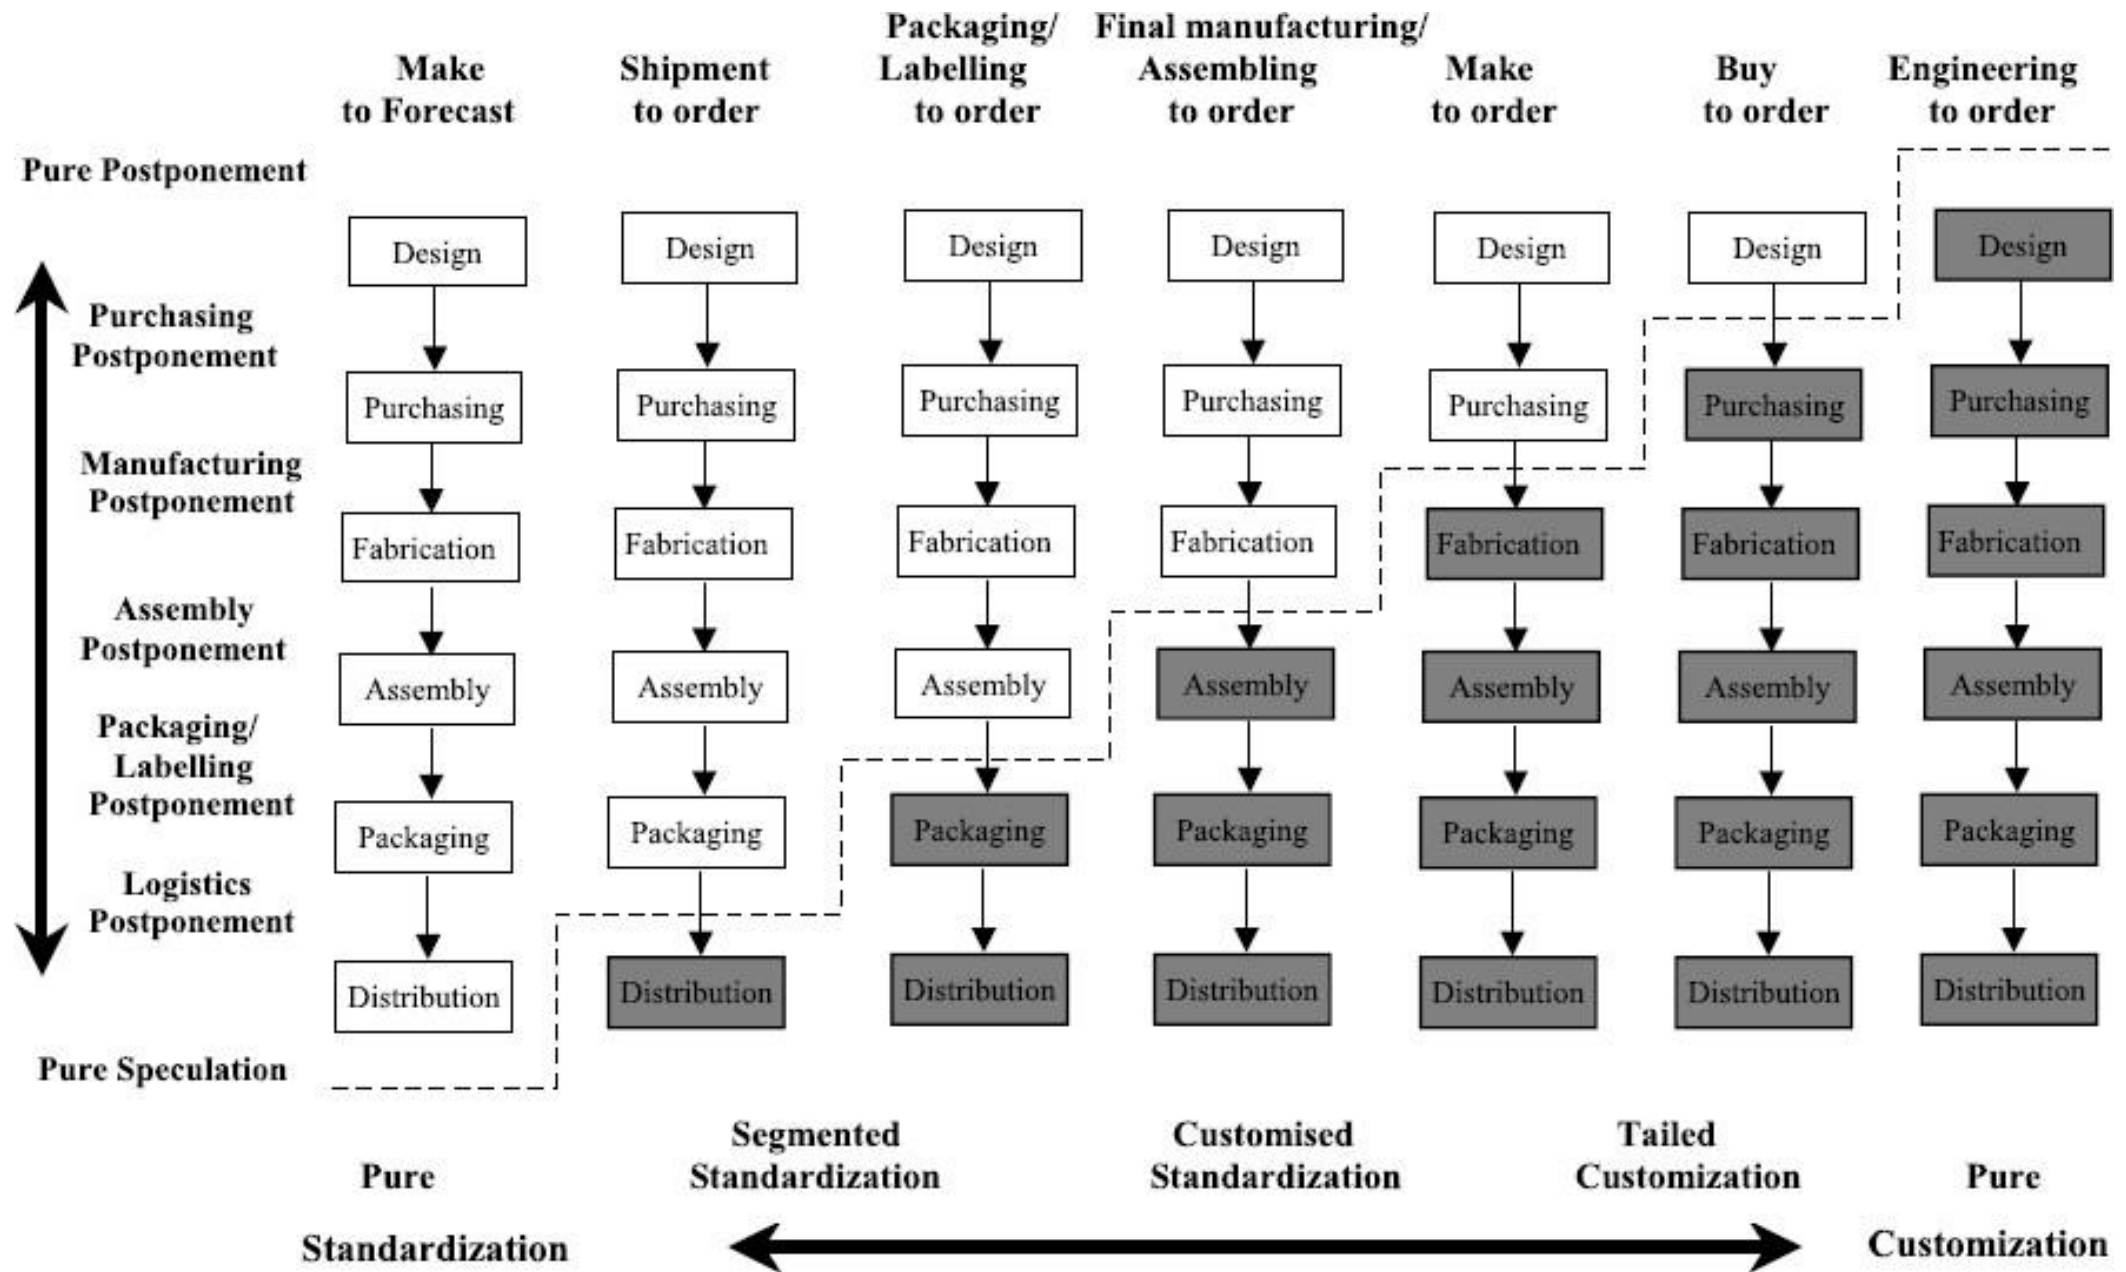 Packaging/ Final manufacturing/
Make Shipment Labelling Assembling Make Buy Engineering
to Forecast to order to order to order to order to order to order
Pure Postponement
Design Design Design Design Design Design Design
Purchasing
Postponement
Purchasing Purchasing Purchasing Purchasing Purchasing Purchasing Purchasing
Manufacturing
Postponement
Fabrication Fabrication Fabrication Fabrication Fabrication Fabrication Fabrication
Assembly
Postponement
Assembly Assembly Assembly Assembly Assembly Assembly Assembly
Packaging/
Labelling
Postponement
Packaging Packaging Packaging Packaging Packaging Packaging Packaging
Logistics
Postponement
Distribution Distribution Distribution Distribution Distribution Distribution Distribution
Pure Speculation
Segmented Customised Tailed
Pure Standardization Standardization Customization Pure
Standardization Customization